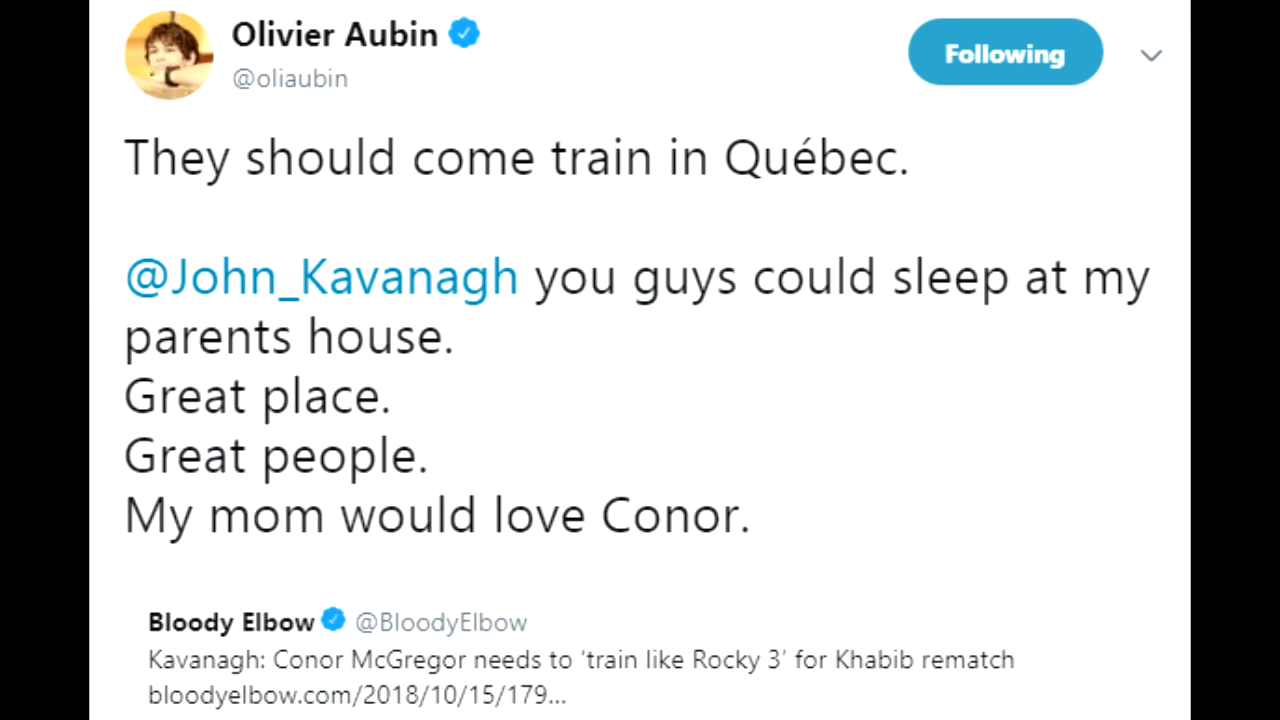 Olivier Aubin
@oliaubin
Following
They should come train in Québec.
@John_Kavanagh you guys could sleep at my
parents house.
Great place.
Great people.
My mom would love Conor.
Bloody Elbow @BloodyElbow
Kavanagh: Conor McGregor needs to ‘train like Rocky 3’ for Khabib rematch
bloodyelbow.com/2018/10/15/179...